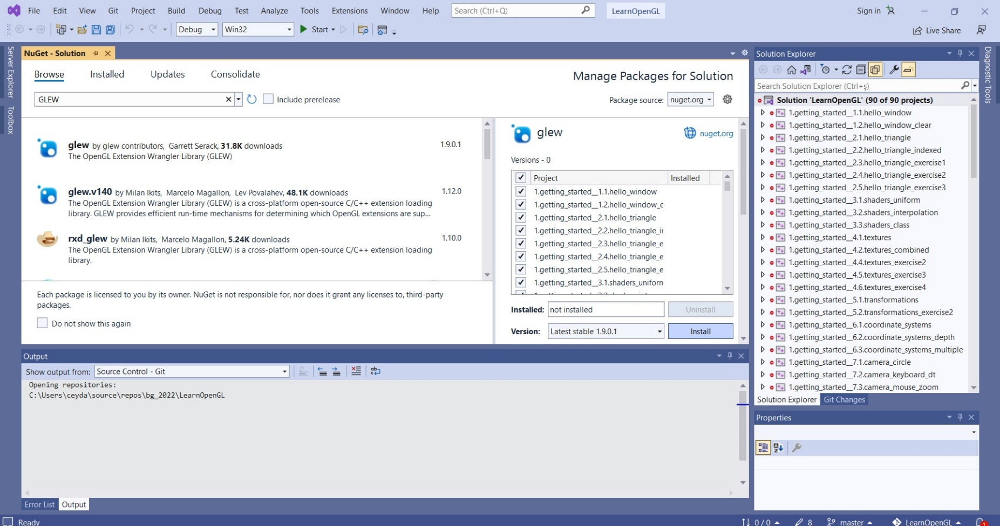 File Edit View Git Project Build Debug Test Analyze Tools Extensions Window Help Search (Ctrl+Q) LearnOpenGL Sign in
Debug Win32 Start Live Share
Server Explorer
Toolbox
NuGet - Solution
Browse Installed Updates Consolidate
Manage Packages for Solution
GLEW
Include prerelease
Package source: nuget.org
glew by glew contributors, Garrett Serack, 31.8K downloads 1.9.0.1
The OpenGL Extension Wrangler Library (GLEW)
glew.v140 by Milan Ikits, Marcelo Magallon, Lev Povalahev, 48.1K downloads 1.12.0
The OpenGL Extension Wrangler Library (GLEW) is a cross-platform open-source C/C++ extension loading
library. GLEW provides efficient run-time mechanisms for determining which OpenGL extensions are sup...
rxd_glew by Milan Ikits, Marcelo Magallon, 5.24K downloads 1.10.0
The OpenGL Extension Wrangler Library (GLEW) is a cross-platform open-source C/C++ extension loading
library.
Each package is licensed to you by its owner. NuGet is not responsible for, nor does it grant any licenses to, third-party
packages.
Do not show this again
glew nuget.org
Versions - 0
Project Installed
1.getting_started__1.1.hello_window
1.getting_started__1.2.hello_window_c
1.getting_started__2.1.hello_triangle
1.getting_started__2.2.hello_triangle_i
1.getting_started__2.3.hello_triangle_e
1.getting_started__2.4.hello_triangle_e
1.getting_started__2.5.hello_triangle_e
1.getting_started__3.1.shaders_uniform
Installed: not installed Uninstall
Version: Latest stable 1.9.0.1 Install
Output
Show output from: Source Control - Git
Opening repositories:
C:\Users\ceyda\source\repos\bg_2022\LearnOpenGL
Error List Output
Solution Explorer
Search Solution Explorer (Ctrl+ş)
Solution 'LearnOpenGL' (90 of 90 projects)
1.getting_started__1.1.hello_window
1.getting_started__1.2.hello_window_clear
1.getting_started__2.1.hello_triangle
1.getting_started__2.2.hello_triangle_indexed
1.getting_started__2.3.hello_triangle_exercise1
1.getting_started__2.4.hello_triangle_exercise2
1.getting_started__2.5.hello_triangle_exercise3
1.getting_started__3.1.shaders_uniform
1.getting_started__3.2.shaders_interpolation
1.getting_started__3.3.shaders_class
1.getting_started__4.1.textures
1.getting_started__4.2.textures_combined
1.getting_started__4.4.textures_exercise2
1.getting_started__4.5.textures_exercise3
1.getting_started__4.6.textures_exercise4
1.getting_started__5.1.transformations
1.getting_started__5.2.transformations_exercise2
1.getting_started__6.1.coordinate_systems
1.getting_started__6.2.coordinate_systems_depth
1.getting_started__6.3.coordinate_systems_multiple
1.getting_started__7.1.camera_circle
1.getting_started__7.2.camera_keyboard_dt
1.getting_started__7.3.camera_mouse_zoom
Solution Explorer Git Changes
Properties
Diagnostic Tools
Ready 0 / 0 8 master LearnOpenGL 1